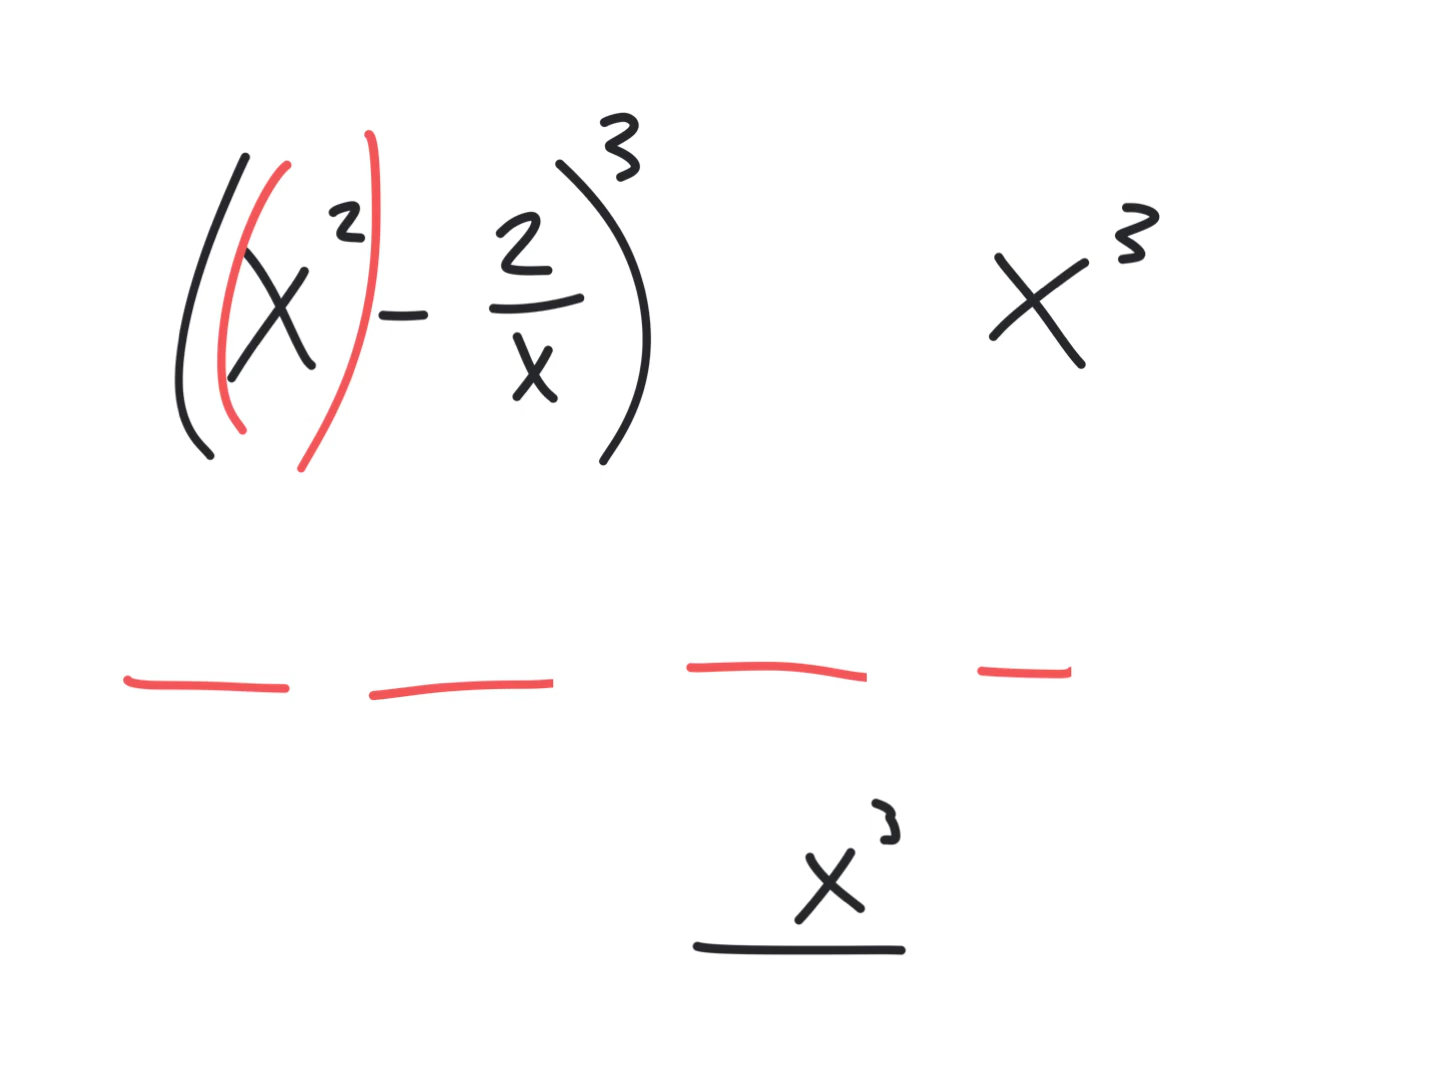 ((x²) - 2/x)³ x³
x³